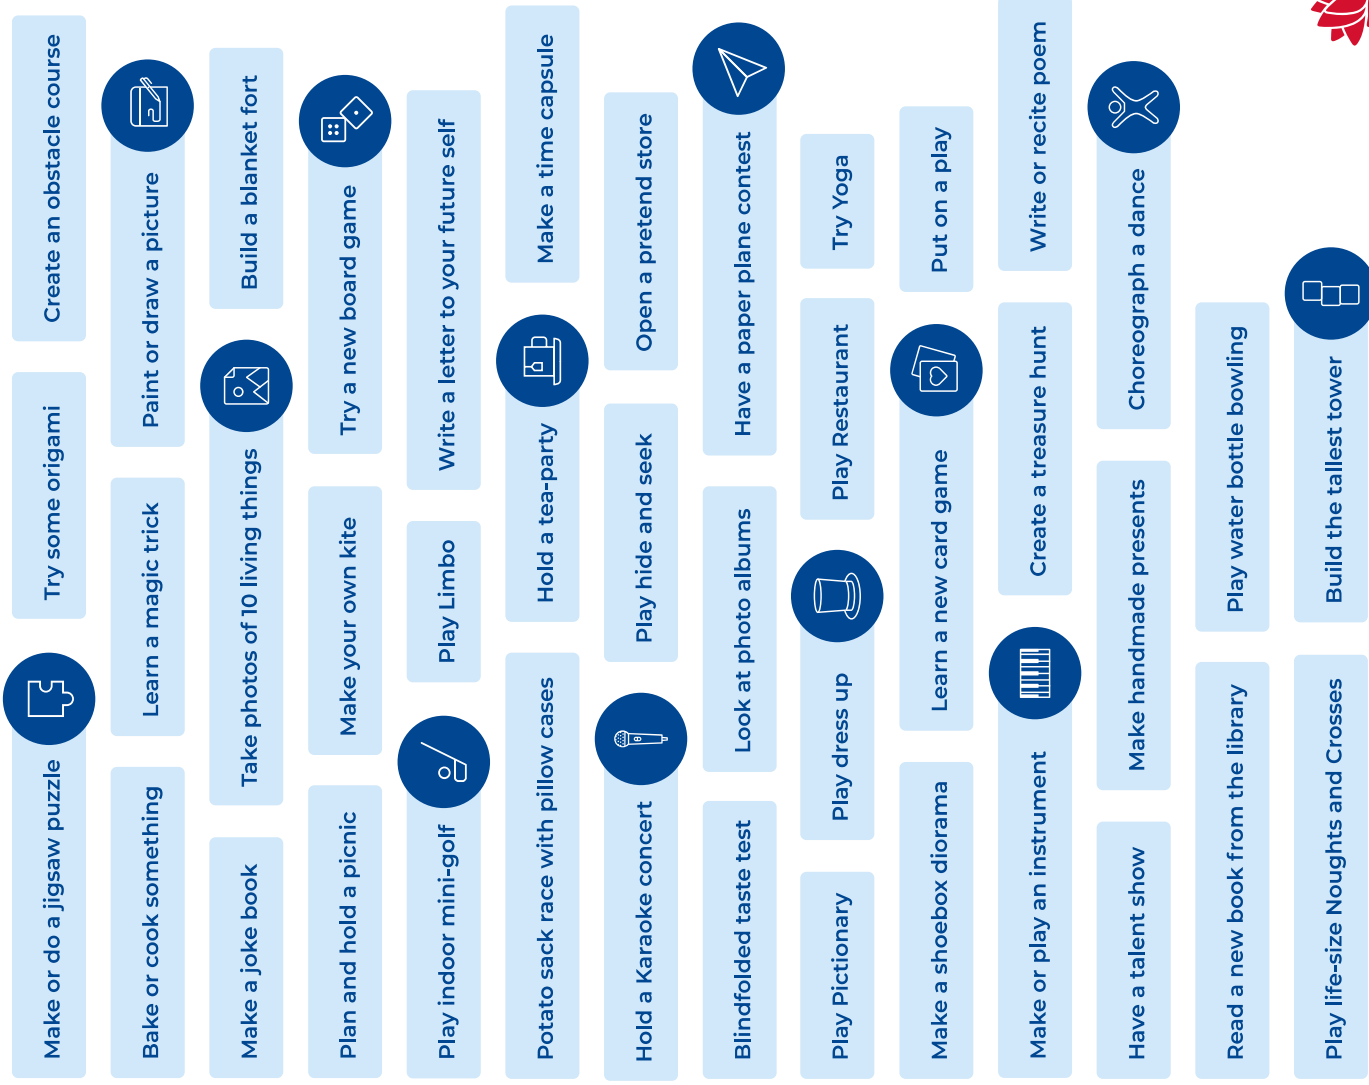 Make or do a jigsaw puzzle
Try some origami
Create an obstacle course
Bake or cook something
Learn a magic trick
Paint or draw a picture
Make a joke book
Take photos of 10 living things
Build a blanket fort
Plan and hold a picnic
Make your own kite
Try a new board game
Play indoor mini-golf
Play Limbo
Write a letter to your future self
Potato sack race with pillow cases
Hold a tea-party
Make a time capsule
Hold a Karaoke concert
Play hide and seek
Open a pretend store
Blindfolded taste test
Look at photo albums
Have a paper plane contest
Play Pictionary
Play dress up
Play Restaurant
Try Yoga
Make a shoebox diorama
Learn a new card game
Put on a play
Make or play an instrument
Create a treasure hunt
Write or recite poem
Have a talent show
Make handmade presents
Choreograph a dance
Read a new book from the library
Play water bottle bowling
Play life-size Noughts and Crosses
Build the tallest tower